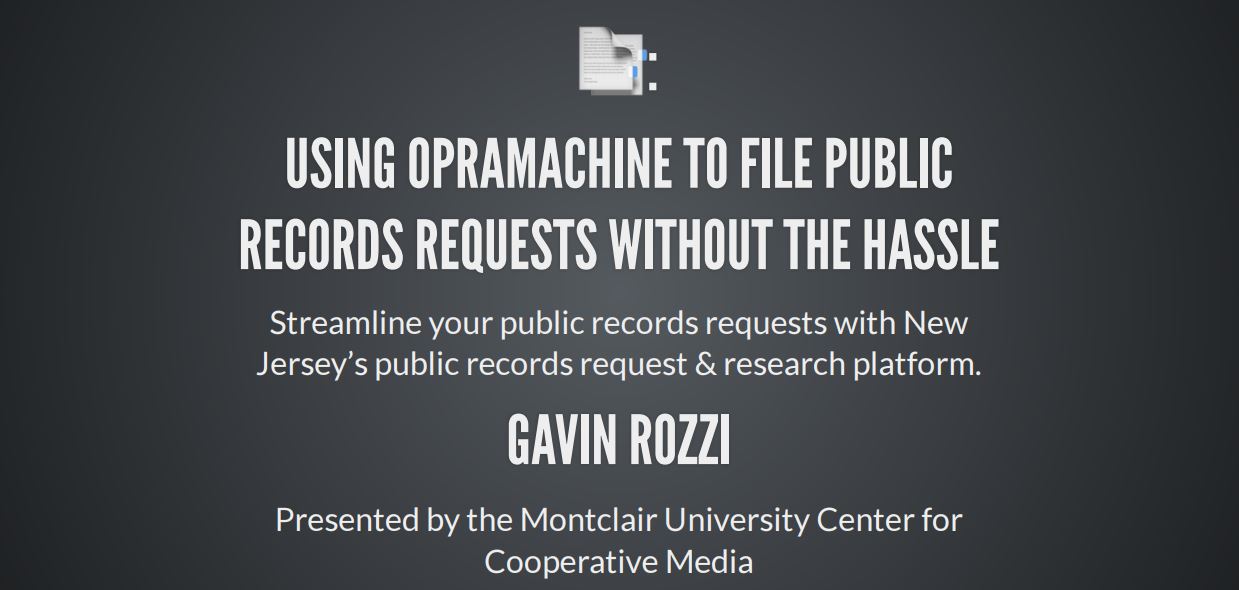 USING OPRAMACHINE TO FILE PUBLIC
RECORDS REQUESTS WITHOUT THE HASSLE
Streamline your public records requests with New
Jersey’s public records request & research platform.
GAVIN ROZZI
Presented by the Montclair University Center for
Cooperative Media